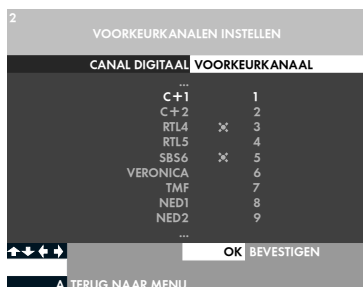 2
VOORKEURKANALEN INSTELLEN
CANAL DIGITAAL VOORKEURKANAAL
...
C+1 1
C+2 2
RTL4 3
RTL5 4
SBS6 5
VERONICA 6
TMF 7
NED1 8
NED2 9
...
OK BEVESTIGEN
A TERUG NAAR MENU